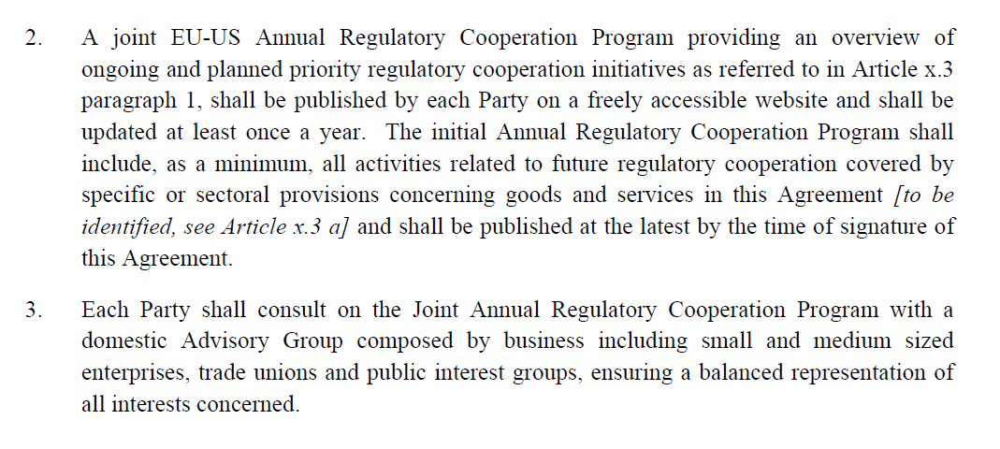 2. A joint EU-US Annual Regulatory Cooperation Program providing an overview of
ongoing and planned priority regulatory cooperation initiatives as referred to in Article x.3
paragraph 1, shall be published by each Party on a freely accessible website and shall be
updated at least once a year. The initial Annual Regulatory Cooperation Program shall
include, as a minimum, all activities related to future regulatory cooperation covered by
specific or sectoral provisions concerning goods and services in this Agreement [to be
identified, see Article x.3 a] and shall be published at the latest by the time of signature of
this Agreement.
3. Each Party shall consult on the Joint Annual Regulatory Cooperation Program with a
domestic Advisory Group composed by business including small and medium sized
enterprises, trade unions and public interest groups, ensuring a balanced representation of
all interests concerned.